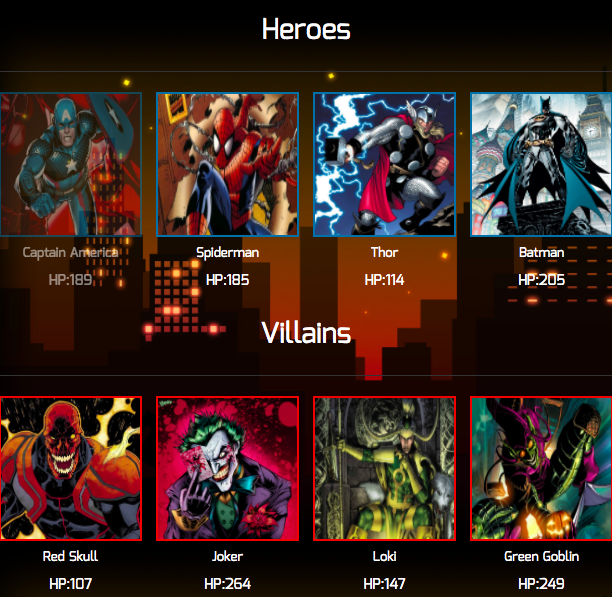 Heroes
Captain America
Spiderman
Thor
Batman
HP:189
HP:185
HP:114
HP:205
Villains
Red Skull
Joker
Loki
Green Goblin
HP:107
HP:264
HP:147
HP:249